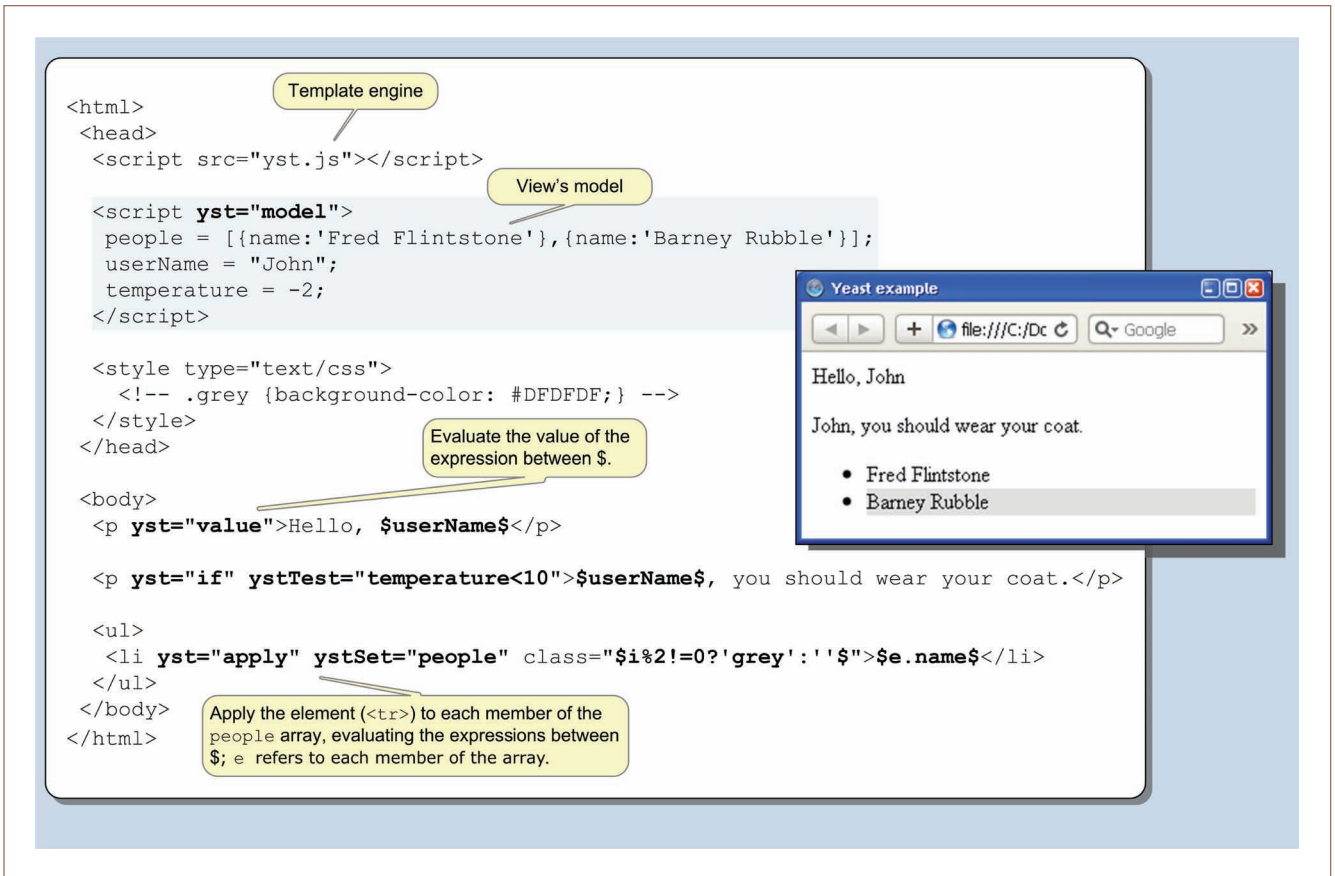 Template engine
<html>
<head>
<script src="yst.js"></script>
View's model
<script yst="model">
people = [{name:'Fred Flintstone'},{name:'Barney Rubble'}];
userName = "John";
temperature = -2;
</script>
<style type="text/css">
<!-- .grey {background-color: #DFDFDF;} -->
</style>
</head>
Evaluate the value of the
expression between $.
<body>
<p yst="value">Hello, $userName$</p>
<p yst="if" ystTest="temperature<10">$userName$, you should wear your coat.</p>
<ul>
<li yst="apply" ystSet="people" class="$i%2!=0?'grey':''$">$e.name$</li>
</ul>
</body>
</html>
Apply the element (<tr>) to each member of the
people array, evaluating the expressions between
$; e refers to each member of the array.
Yeast example
file:///C:/Dc
Google
Hello, John
John, you should wear your coat.
Fred Flintstone
Barney Rubble